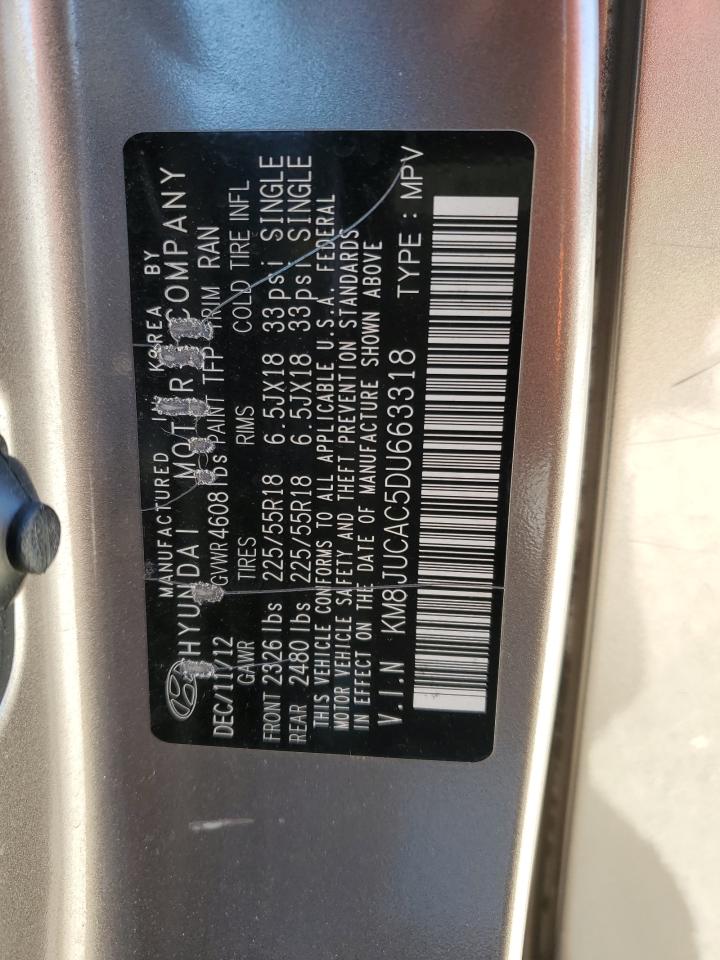 MANUFACTURED IN KOREA BY
HYUNDAI MOTOR COMPANY
DEC/11/12 GVWR 4608 lbs PAINT TFP TRIM RAN
GAWR TIRES RIMS COLD TIRE INFL
FRONT 2326 lbs 225/55R18 6.5JX18 33psi SINGLE
REAR 2480 lbs 225/55R18 6.5JX18 33psi SINGLE
THIS VEHICLE CONFORMS TO ALL APPLICABLE U.S.A. FEDERAL
MOTOR VEHICLE SAFETY AND THEFT PREVENTION STANDARDS
IN EFFECT ON THE DATE OF MANUFACTURE SHOWN ABOVE
V.I.N KM8JUCAC5DU663318 TYPE : MPV